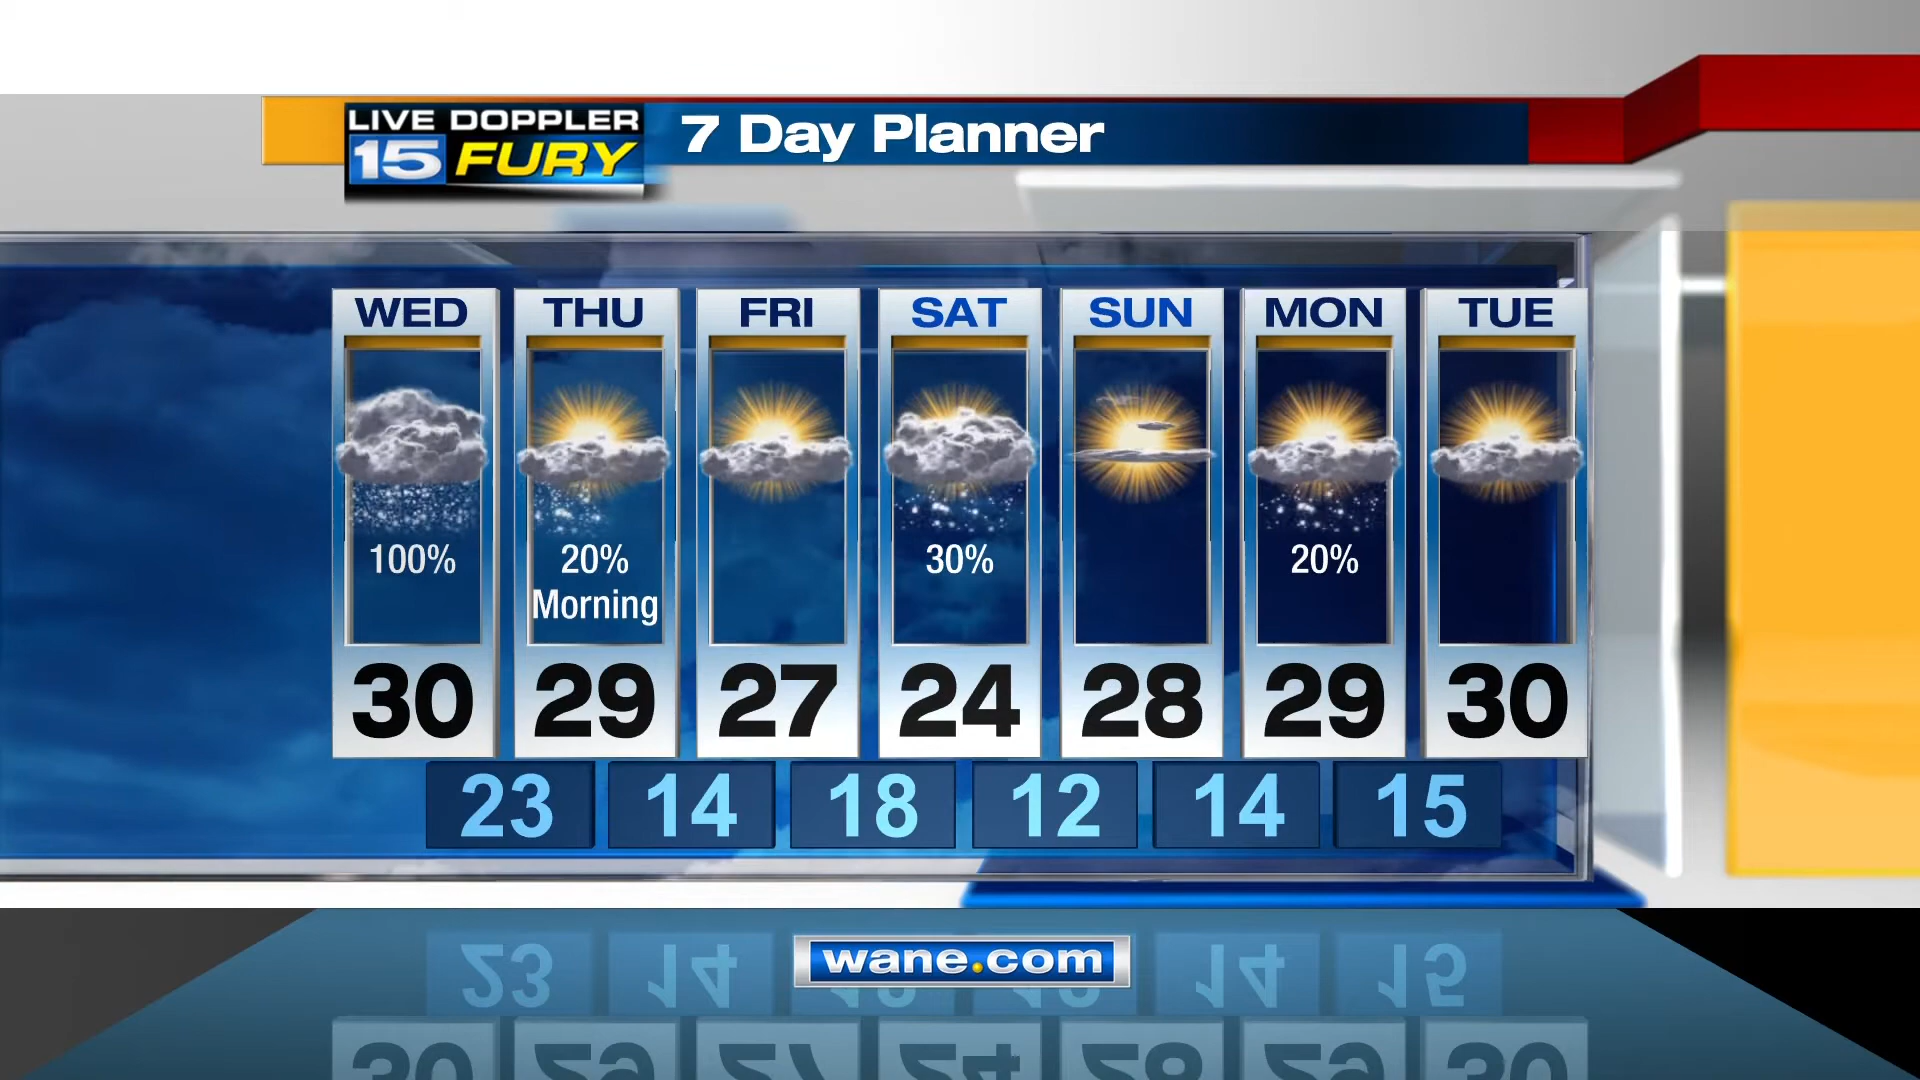 LIVE DOPPLER
15 FURY
7 Day Planner
WED THU FRI SAT SUN MON TUE
100% 20% 30% 20%
Morning
30 29 27 24 28 29 30
23 14 18 12 14 15
wane.com